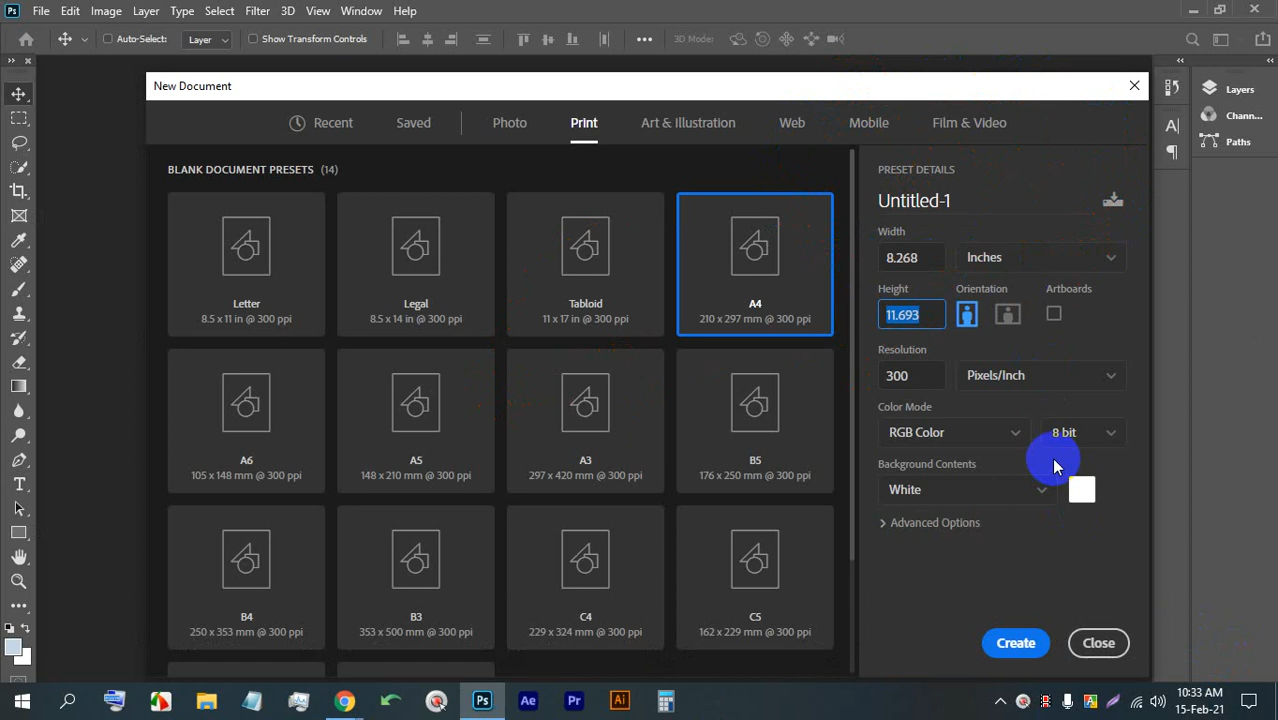 Ps File Edit Image Layer Type Select Filter 3D View Window Help
Auto-Select: Layer Show Transform Controls 3D Mode:
New Document
Recent Saved Photo Print Art & Illustration Web Mobile Film & Video
BLANK DOCUMENT PRESETS (14)
Letter
8.5 x 11 in @ 300 ppi
Legal
8.5 x 14 in @ 300 ppi
Tabloid
11 x 17 in @ 300 ppi
A4
210 x 297 mm @ 300 ppi
A6
105 x 148 mm @ 300 ppi
A5
148 x 210 mm @ 300 ppi
A3
297 x 420 mm @ 300 ppi
B5
176 x 250 mm @ 300 ppi
B4
250 x 353 mm @ 300 ppi
B3
353 x 500 mm @ 300 ppi
C4
229 x 324 mm @ 300 ppi
C5
162 x 229 mm @ 300 ppi
PRESET DETAILS
Untitled-1
Width
8.268 Inches
Height Orientation Artboards
11.693
Resolution
300 Pixels/Inch
Color Mode
RGB Color 8 bit
Background Contents
White
Advanced Options
Create Close
Layers
Chann...
Paths
Ps Ae Pr Ai
10:33 AM
15-Feb-21